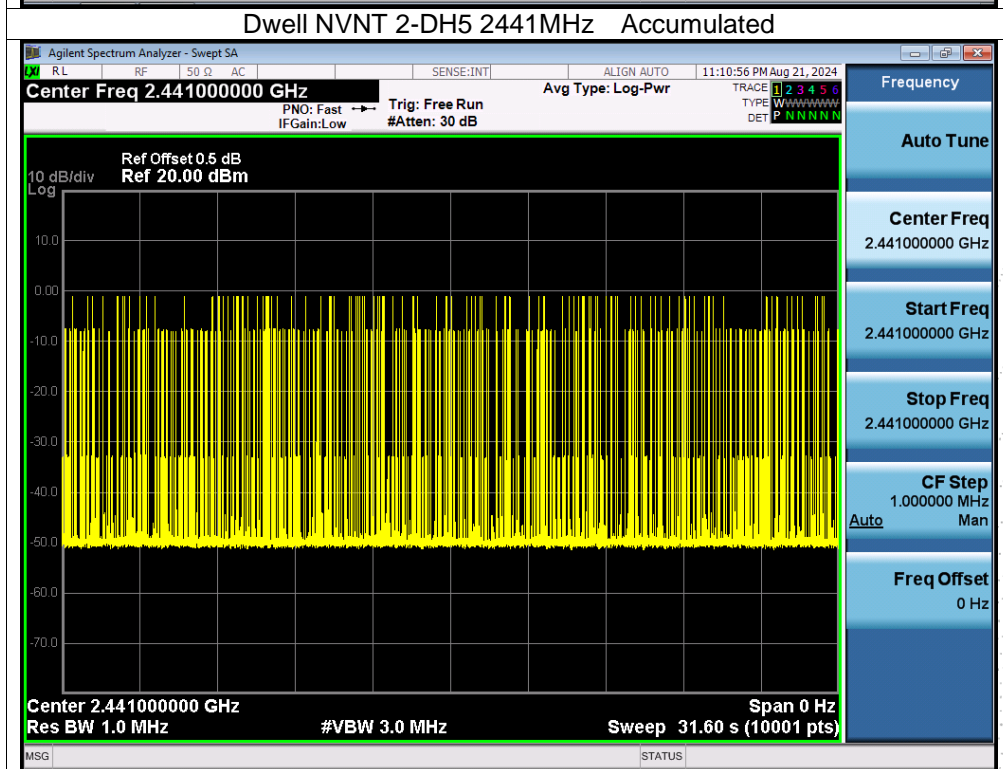 Dwell NVNT 2-DH5 2441MHz Accumulated
Agilent Spectrum Analyzer - Swept SA
LXI RL RF 50 Ω AC SENSE:INT ALIGN AUTO 11:10:56 PM Aug 21, 2024
Center Freq 2.441000000 GHz
PNO: Fast
IFGain:Low
Trig: Free Run
#Atten: 30 dB
Avg Type: Log-Pwr
TRACE 1 2 3 4 5 6
TYPE WWWWWWW
DET P N N N N N
Ref Offset 0.5 dB
10 dB/div Ref 20.00 dBm
Log
10.0
0.00
-10.0
-20.0
-30.0
-40.0
-50.0
-60.0
-70.0
Center 2.441000000 GHz Span 0 Hz
Res BW 1.0 MHz #VBW 3.0 MHz Sweep 31.60 s (10001 pts)
MSG STATUS
Frequency
Auto Tune
Center Freq
2.441000000 GHz
Start Freq
2.441000000 GHz
Stop Freq
2.441000000 GHz
CF Step
1.000000 MHz
Auto Man
Freq Offset
0 Hz